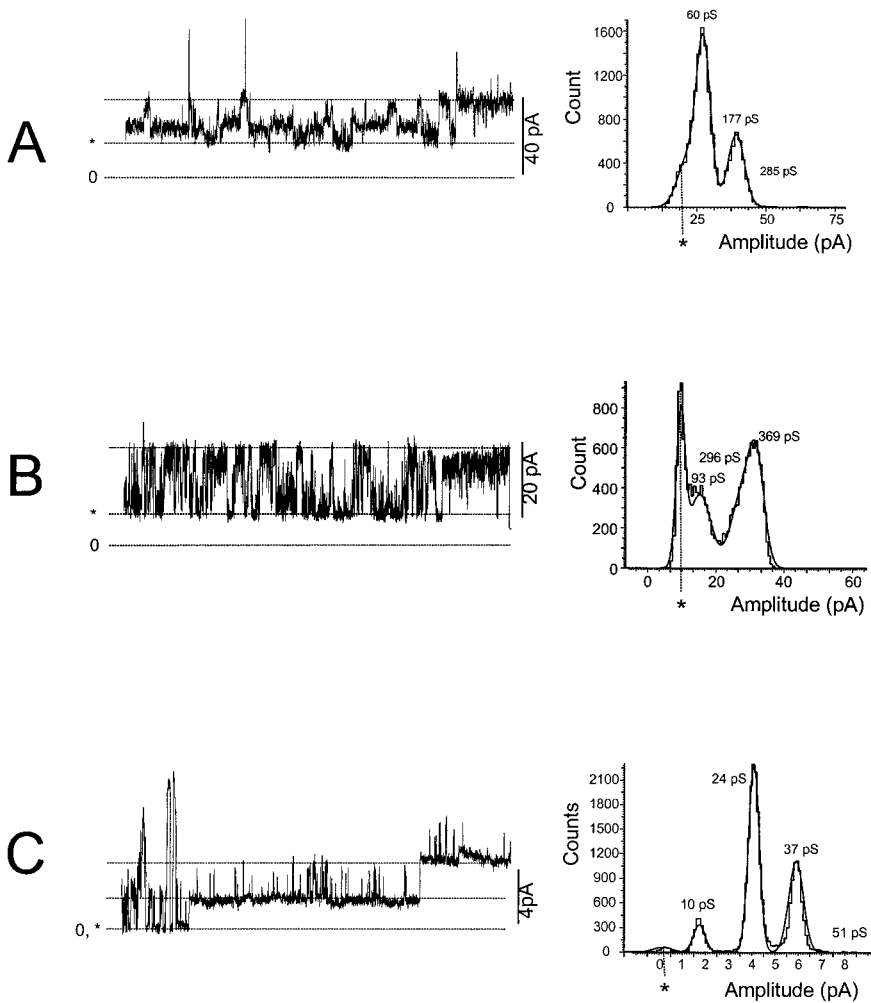 A
*
0
40 pA
60 pS
177 pS
285 pS
Count
1600
1200
800
400
0
25
50
75
*
Amplitude (pA)
B
*
0
20 pA
369 pS
296 pS
93 pS
Count
800
600
400
200
0
0
20
40
60
*
Amplitude (pA)
C
0, *
4pA
24 pS
37 pS
10 pS
51 pS
Counts
2100
1800
1500
1200
900
600
300
0
0
1
2
3
4
5
6
7
8
*
Amplitude (pA)